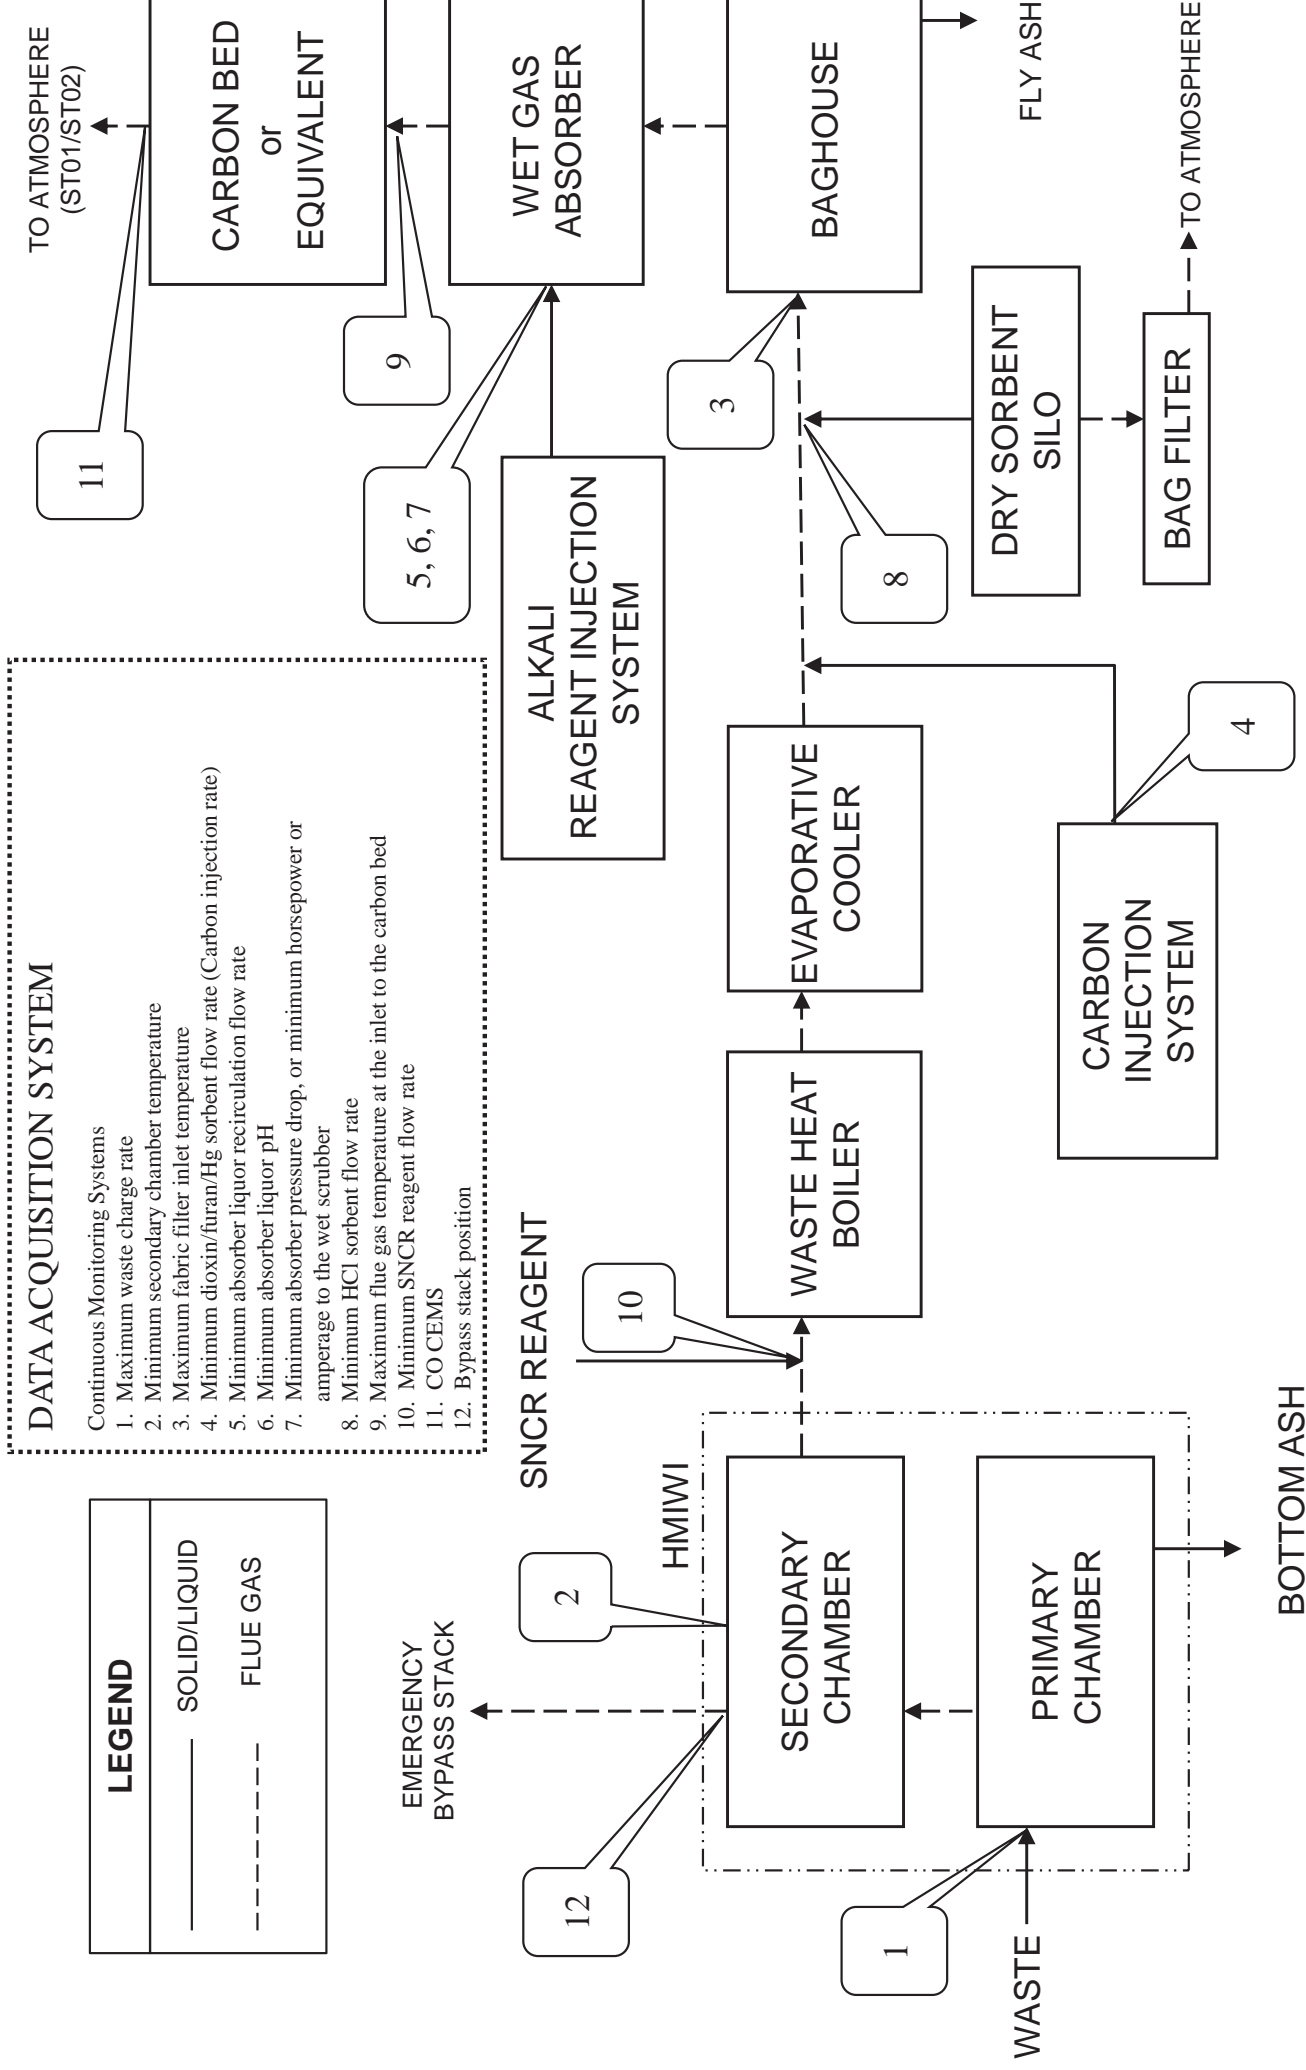 LEGEND
SOLID/LIQUID
FLUE GAS
DATA ACQUISITION SYSTEM
Continuous Monitoring Systems
1. Maximum waste charge rate
2. Minimum secondary chamber temperature
3. Maximum fabric filter inlet temperature
4. Minimum dioxin/furan/Hg sorbent flow rate (Carbon injection rate)
5. Minimum absorber liquor recirculation flow rate
6. Minimum absorber liquor pH
7. Minimum absorber pressure drop, or minimum horsepower or
amperage to the wet scrubber
8. Minimum HCl sorbent flow rate
9. Maximum flue gas temperature at the inlet to the carbon bed
10. Minimum SNCR reagent flow rate
11. CO CEMS
12. Bypass stack position
11
TO ATMOSPHERE
(ST01/ST02)
CARBON BED
or
EQUIVALENT
9
5, 6, 7
WET GAS
ABSORBER
ALKALI
REAGENT INJECTION
SYSTEM
EMERGENCY
BYPASS STACK
12
2
SNCR REAGENT
10
HMIWI
SECONDARY
CHAMBER
WASTE HEAT
BOILER
EVAPORATIVE
COOLER
3
BAGHOUSE
8
1
WASTE
PRIMARY
CHAMBER
BOTTOM ASH
CARBON
INJECTION
SYSTEM
4
DRY SORBENT
SILO
FLY ASH
BAG FILTER
TO ATMOSPHERE